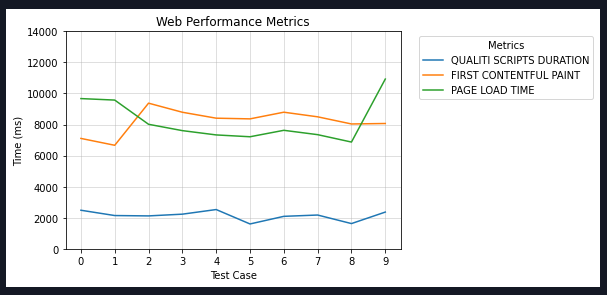 Web Performance Metrics
14000
12000
10000
8000
6000
4000
2000
0
Time (ms)
0 1 2 3 4 5 6 7 8 9
Test Case
Metrics
QUALITI SCRIPTS DURATION
FIRST CONTENTFUL PAINT
PAGE LOAD TIME